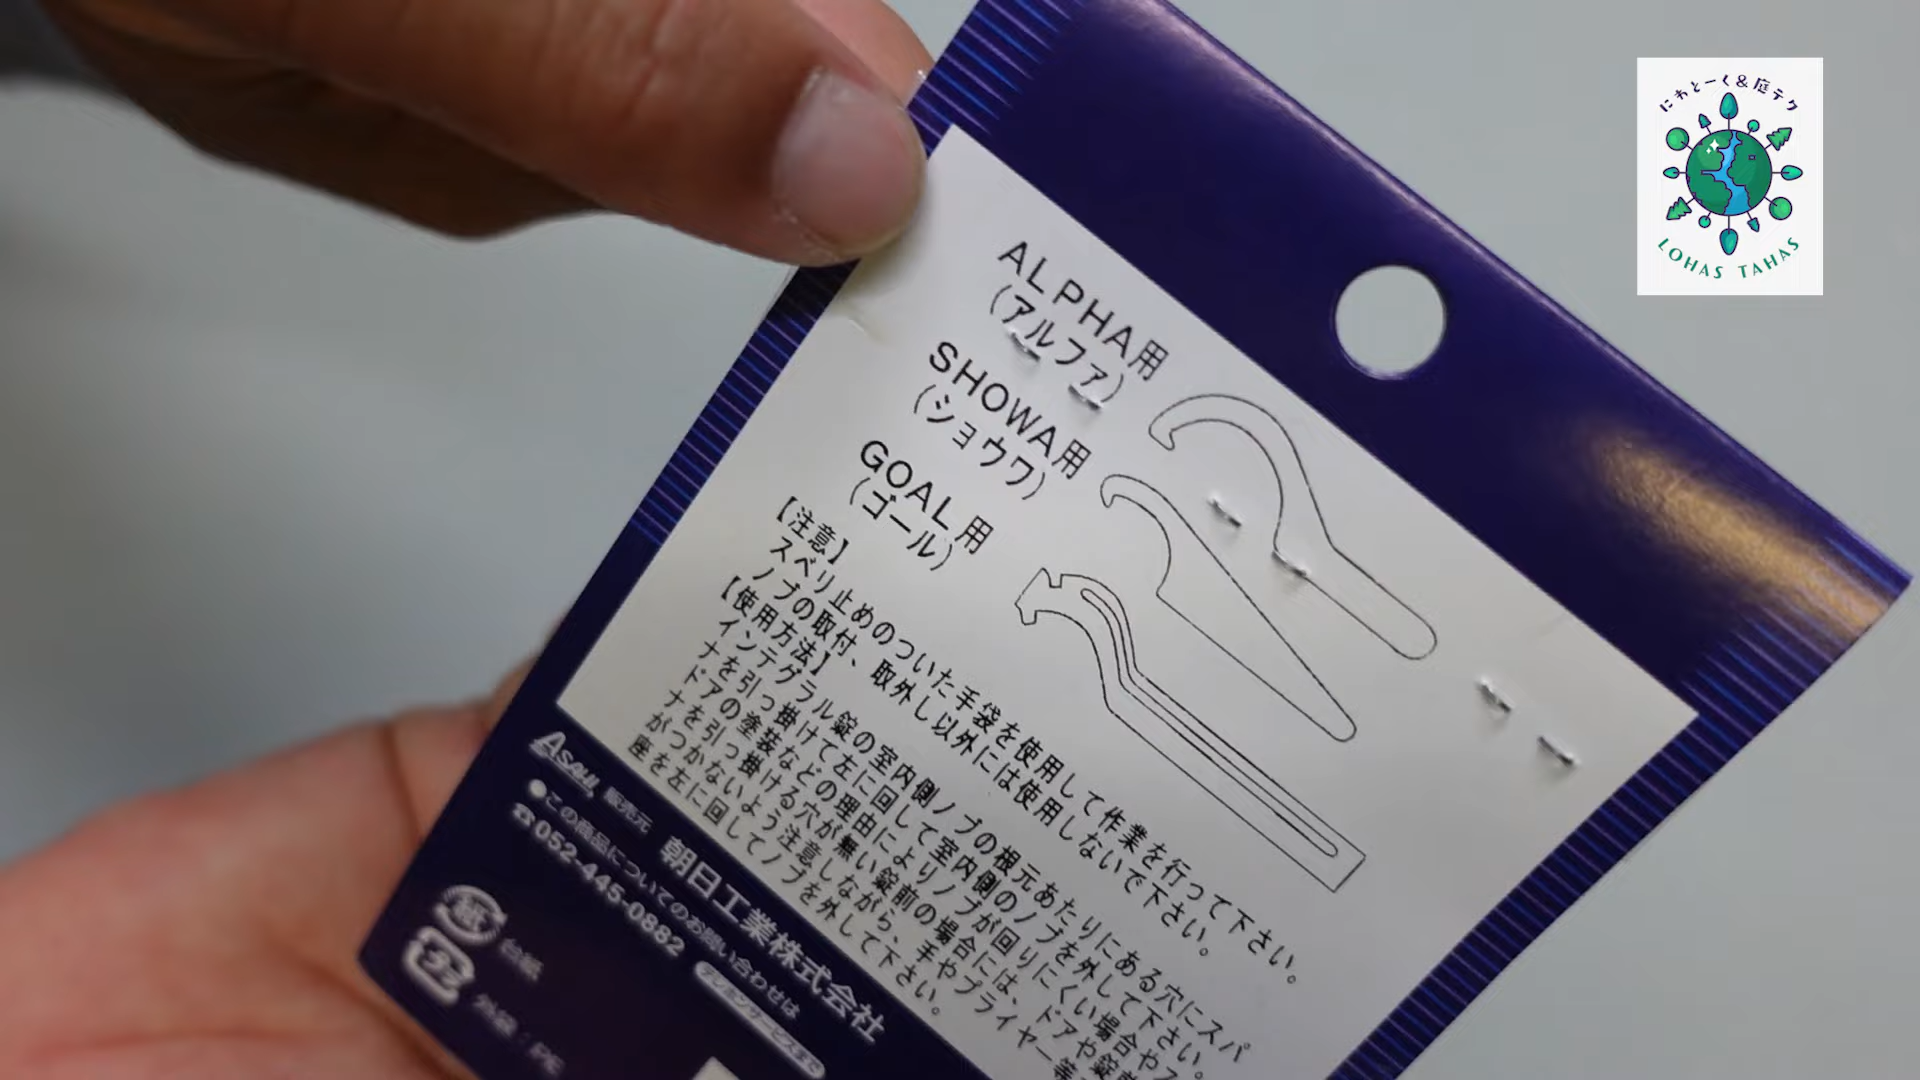 ALPHA用
(アルファ)
SHOWA用
(ショウワ)
GOAL用
(ゴール)
【注意】
スベリ止めのついた手袋を使用して作業を行って下さい。
ノブの取付、取外し以外には使用しないで下さい。
【使用方法】
インテグラル錠の室内側ノブの根元あたりにある穴にスパ
ナを引っ掛けて左に回して室内側のノブを外して下さい。
ドアの塗装などの理由によりノブが回りにくい場合やス
ナを引っ掛ける穴が無い錠前の場合には、ドアや錠前
がつかないよう注意しながら、手やプライヤー等
座を左に回してノブを外して下さい。
ASAHI 販売元 朝日工業株式会社
●この商品についてのお問い合わせは
☎052-445-0882
紙 台紙
プラ 外袋:PE
にわとーく&庭テク
LOHAS TAHAS